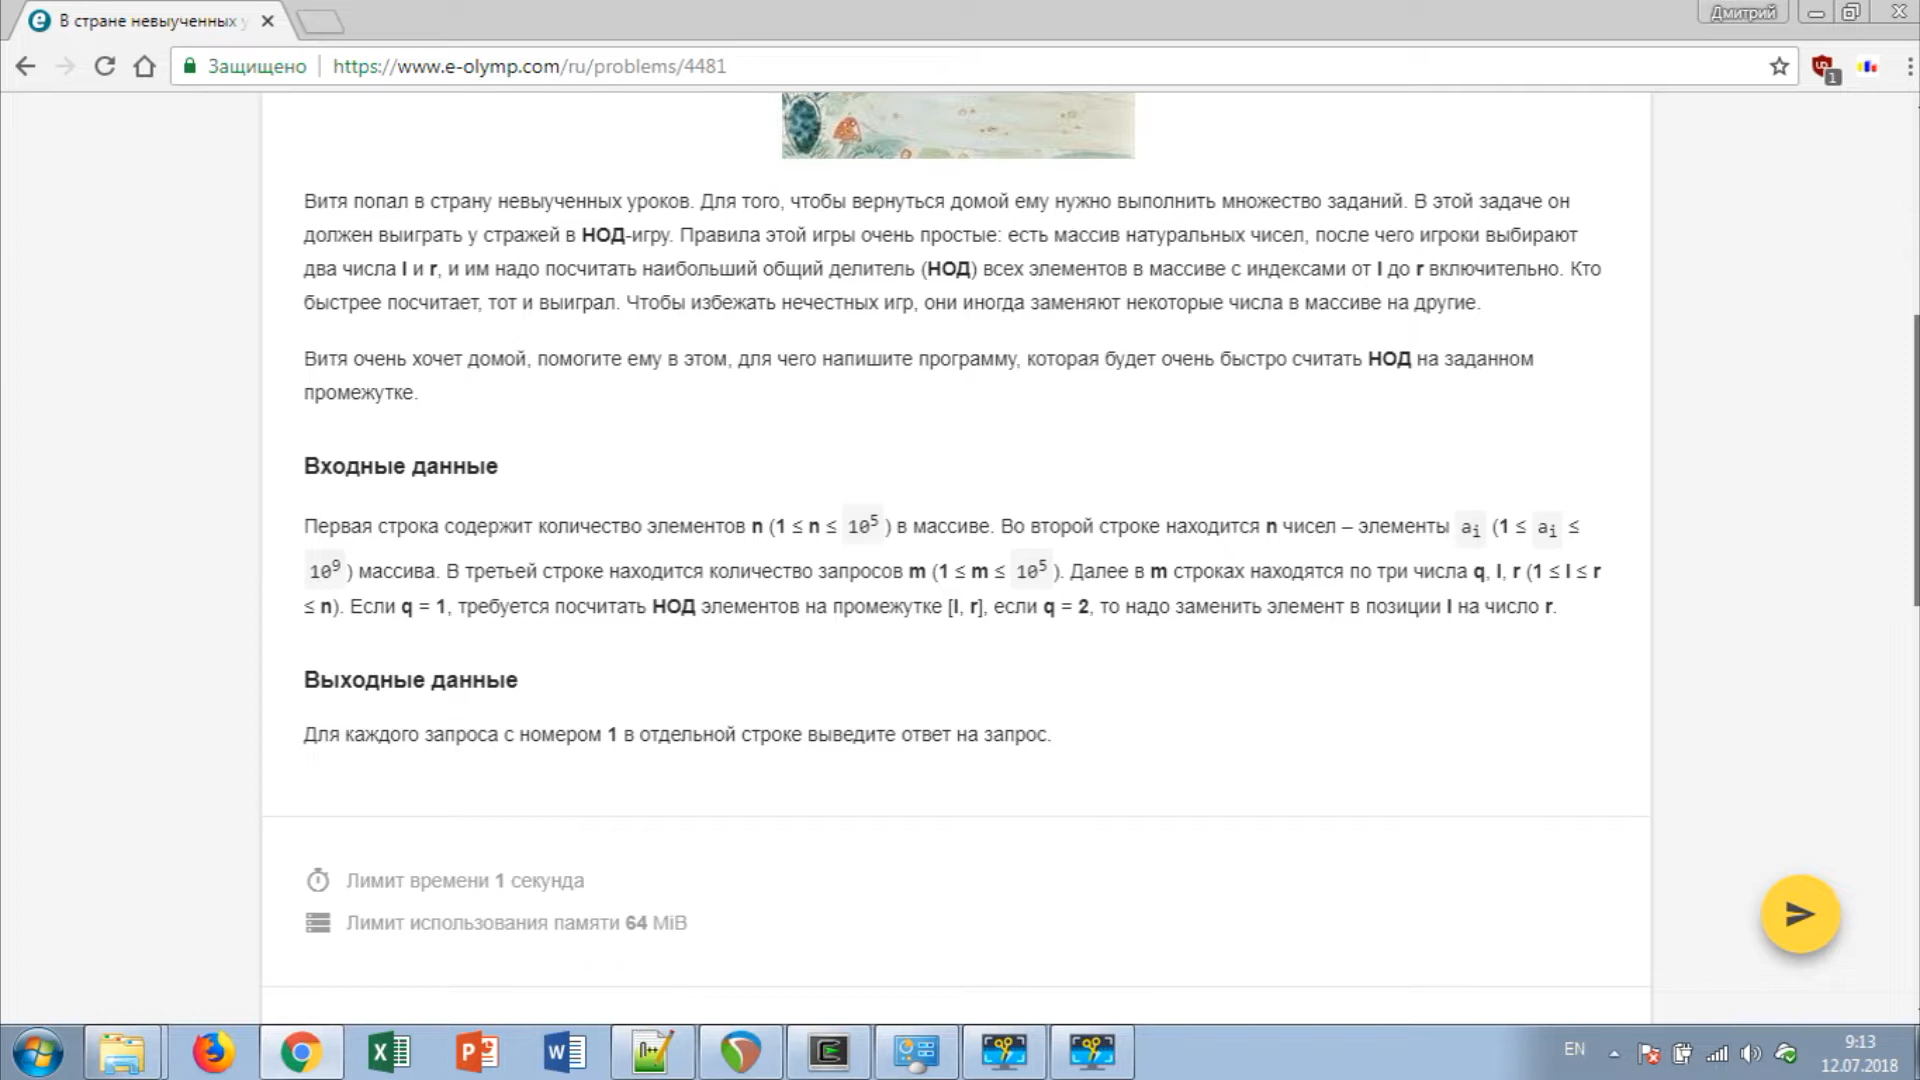 В стране невыученных у
Дмитрий
Защищено
https://www.e-olymp.com/ru/problems/4481
1
Витя попал в страну невыученных уроков. Для того, чтобы вернуться домой ему нужно выполнить множество заданий. В этой задаче он
должен выиграть у стражей в НОД-игру. Правила этой игры очень простые: есть массив натуральных чисел, после чего игроки выбирают
два числа l и r, и им надо посчитать наибольший общий делитель (НОД) всех элементов в массиве с индексами от l до r включительно. Кто
быстрее посчитает, тот и выиграл. Чтобы избежать нечестных игр, они иногда заменяют некоторые числа в массиве на другие.
Витя очень хочет домой, помогите ему в этом, для чего напишите программу, которая будет очень быстро считать НОД на заданном
промежутке.
Входные данные
Первая строка содержит количество элементов n (1 ≤ n ≤ 10⁵ ) в массиве. Во второй строке находится n чисел – элементы aᵢ (1 ≤ aᵢ ≤
10⁹ ) массива. В третьей строке находится количество запросов m (1 ≤ m ≤ 10⁵ ). Далее в m строках находятся по три числа q, l, r (1 ≤ l ≤ r
≤ n). Если q = 1, требуется посчитать НОД элементов на промежутке [l, r], если q = 2, то надо заменить элемент в позиции l на число r.
Выходные данные
Для каждого запроса с номером 1 в отдельной строке выведите ответ на запрос.
Лимит времени 1 секунда
Лимит использования памяти 64 MiB
EN
9:13
12.07.2018